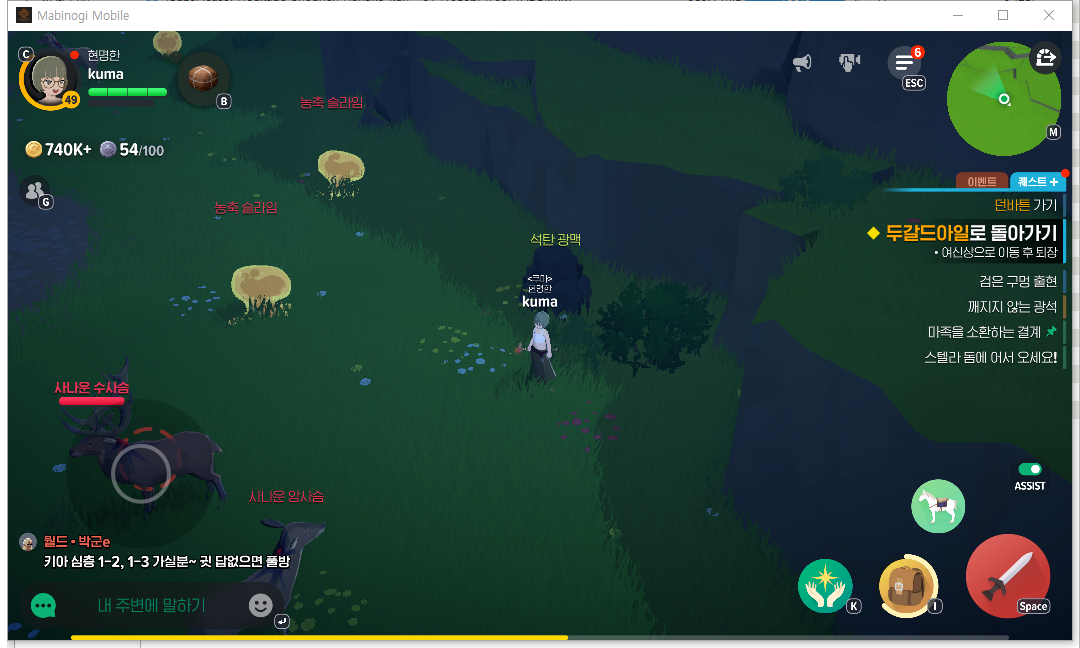 Mabinogi Mobile
C
현명한
kuma
49
B
740K+
54/100
G
농축 슬라임
농축 슬라임
석탄 광맥
<쿠마>
현명한
kuma
사나운 수사슴
사나운 암사슴
6
ESC
M
이벤트
퀘스트 +
던바튼 가기
두갈드아일로 돌아가기
• 여신상으로 이동 후 퇴장
검은 구멍 출현
깨지지 않는 광석
마족을 소환하는 결계
스텔라 돔에 어서 오세요!
ASSIST
월드 • 박군e
키아 심층 1-2, 1-3 가실분~ 귓 답없으면 풀방
내 주변에 말하기
K
I
Space